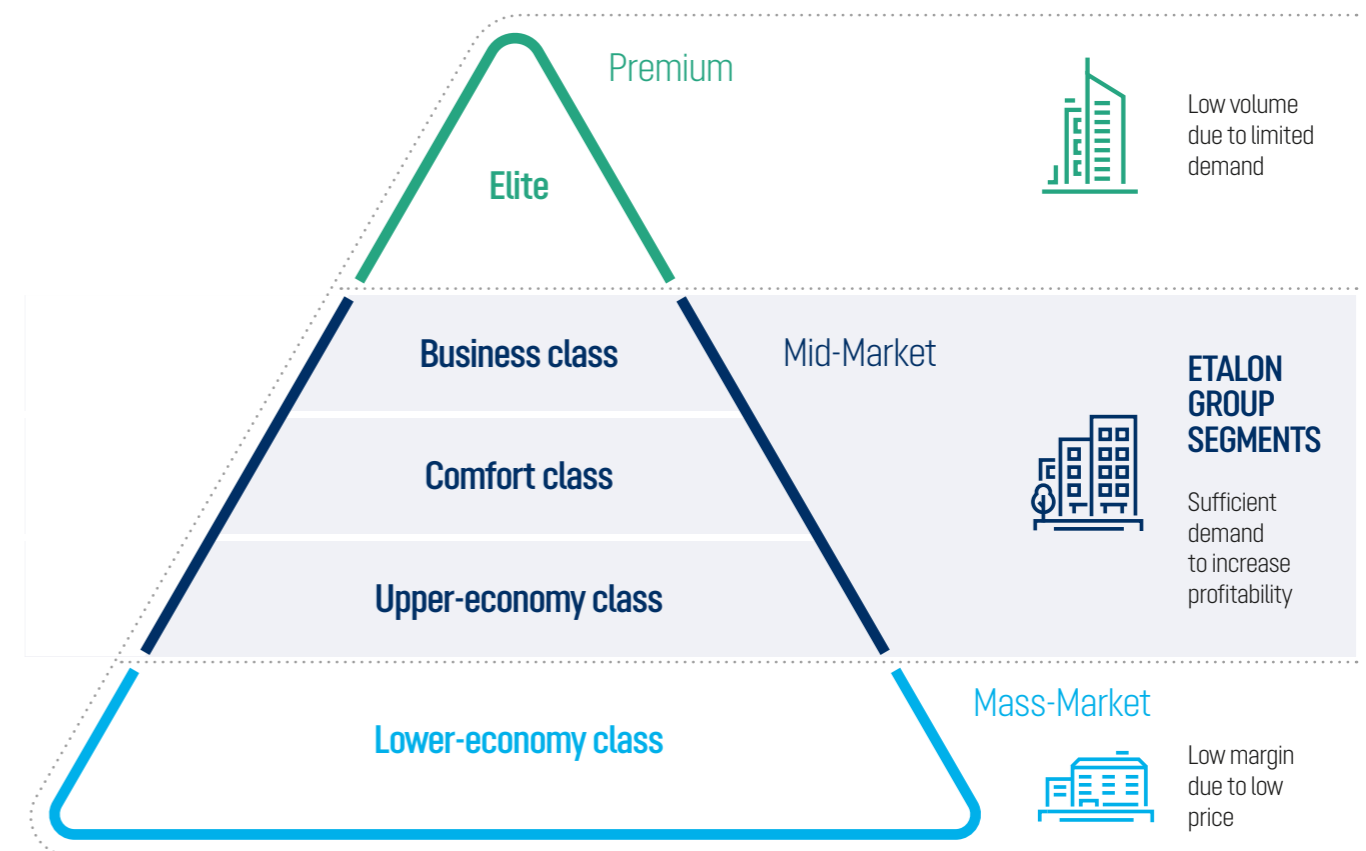 Premium
Elite
Low volume
due to limited
demand
Business class
Mid-Market
Comfort class
Upper-economy class
ETALON
GROUP
SEGMENTS
Sufficient
demand
to increase
profitability
Mass-Market
Lower-economy class
Low margin
due to low
price